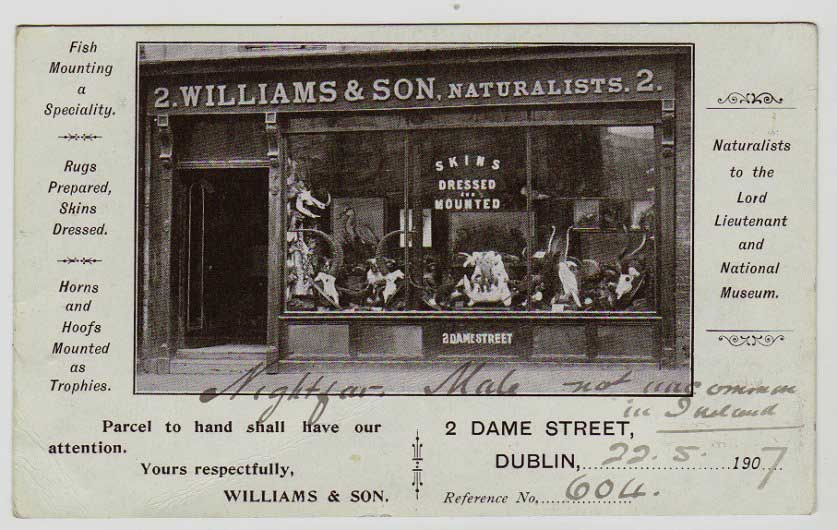 Fish
Mounting
a
Speciality.
Rugs
Prepared,
Skins
Dressed.
Horns
and
Hoofs
Mounted
as
Trophies.
2. WILLIAMS & SON, NATURALISTS. 2.
SKINS
DRESSED
AND
MOUNTED
2 DAME STREET
Naturalists
to the
Lord
Lieutenant
and
National
Museum.
Nightjar. Male not uncommon
in Ireland
Parcel to hand shall have our
attention.
Yours respectfully,
WILLIAMS & SON.
2 DAME STREET,
DUBLIN, 22.5. 1907
Reference No, 604.